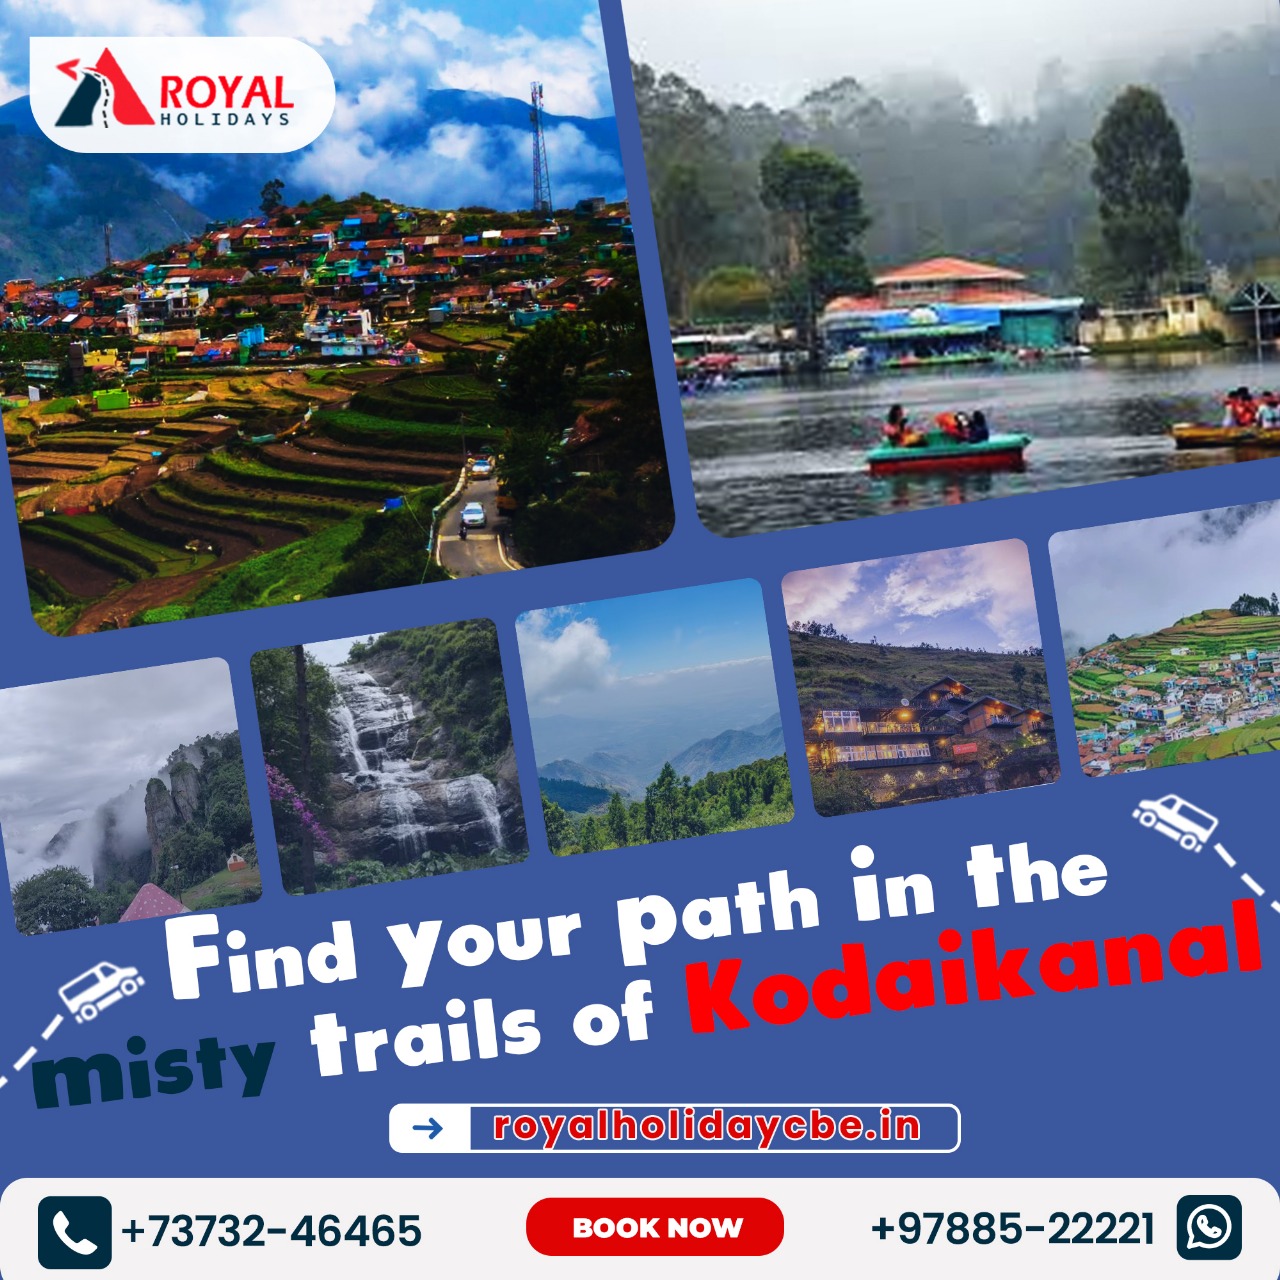 ROYAL
HOLIDAYS
Find your path in the
misty trails of Kodaikanal
royalholidaycbe.in
+73732-46465
BOOK NOW
+97885-22221